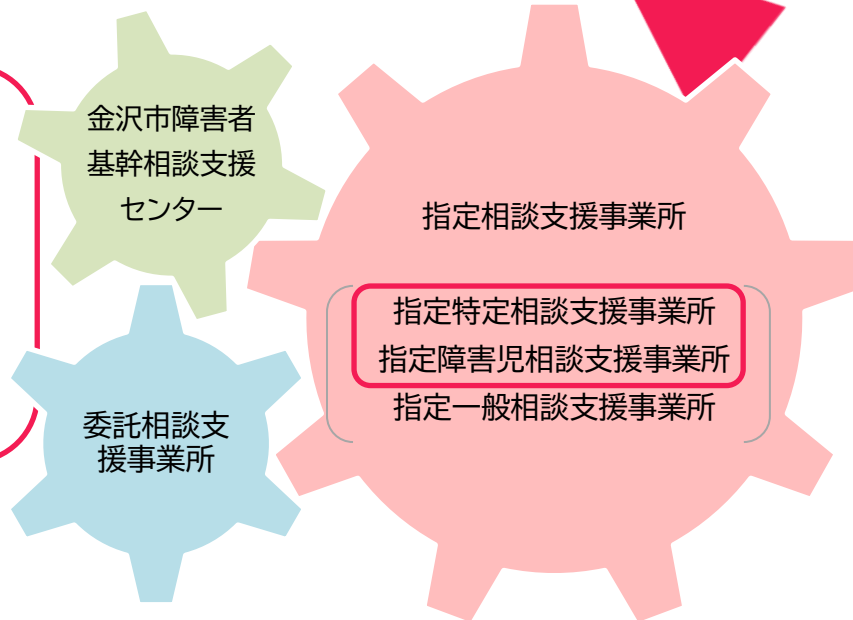 金沢市障害者
基幹相談支援
センター
指定相談支援事業所
指定特定相談支援事業所
指定障害児相談支援事業所
指定一般相談支援事業所
委託相談支
援事業所